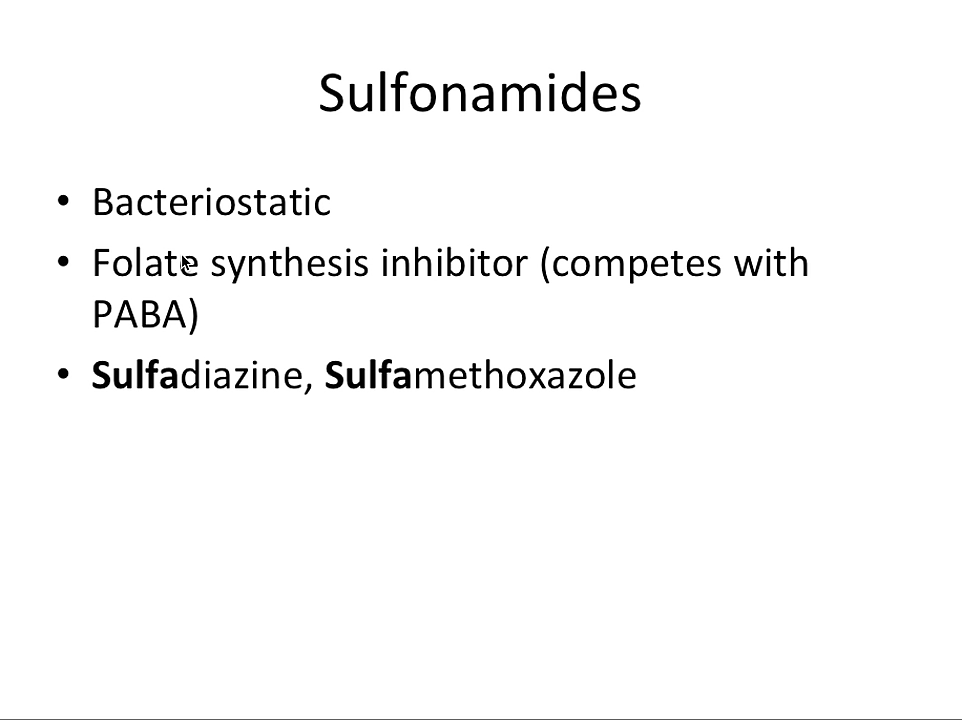 Sulfonamides
• Bacteriostatic
• Folate synthesis inhibitor (competes with
PABA)
• Sulfadiazine, Sulfamethoxazole